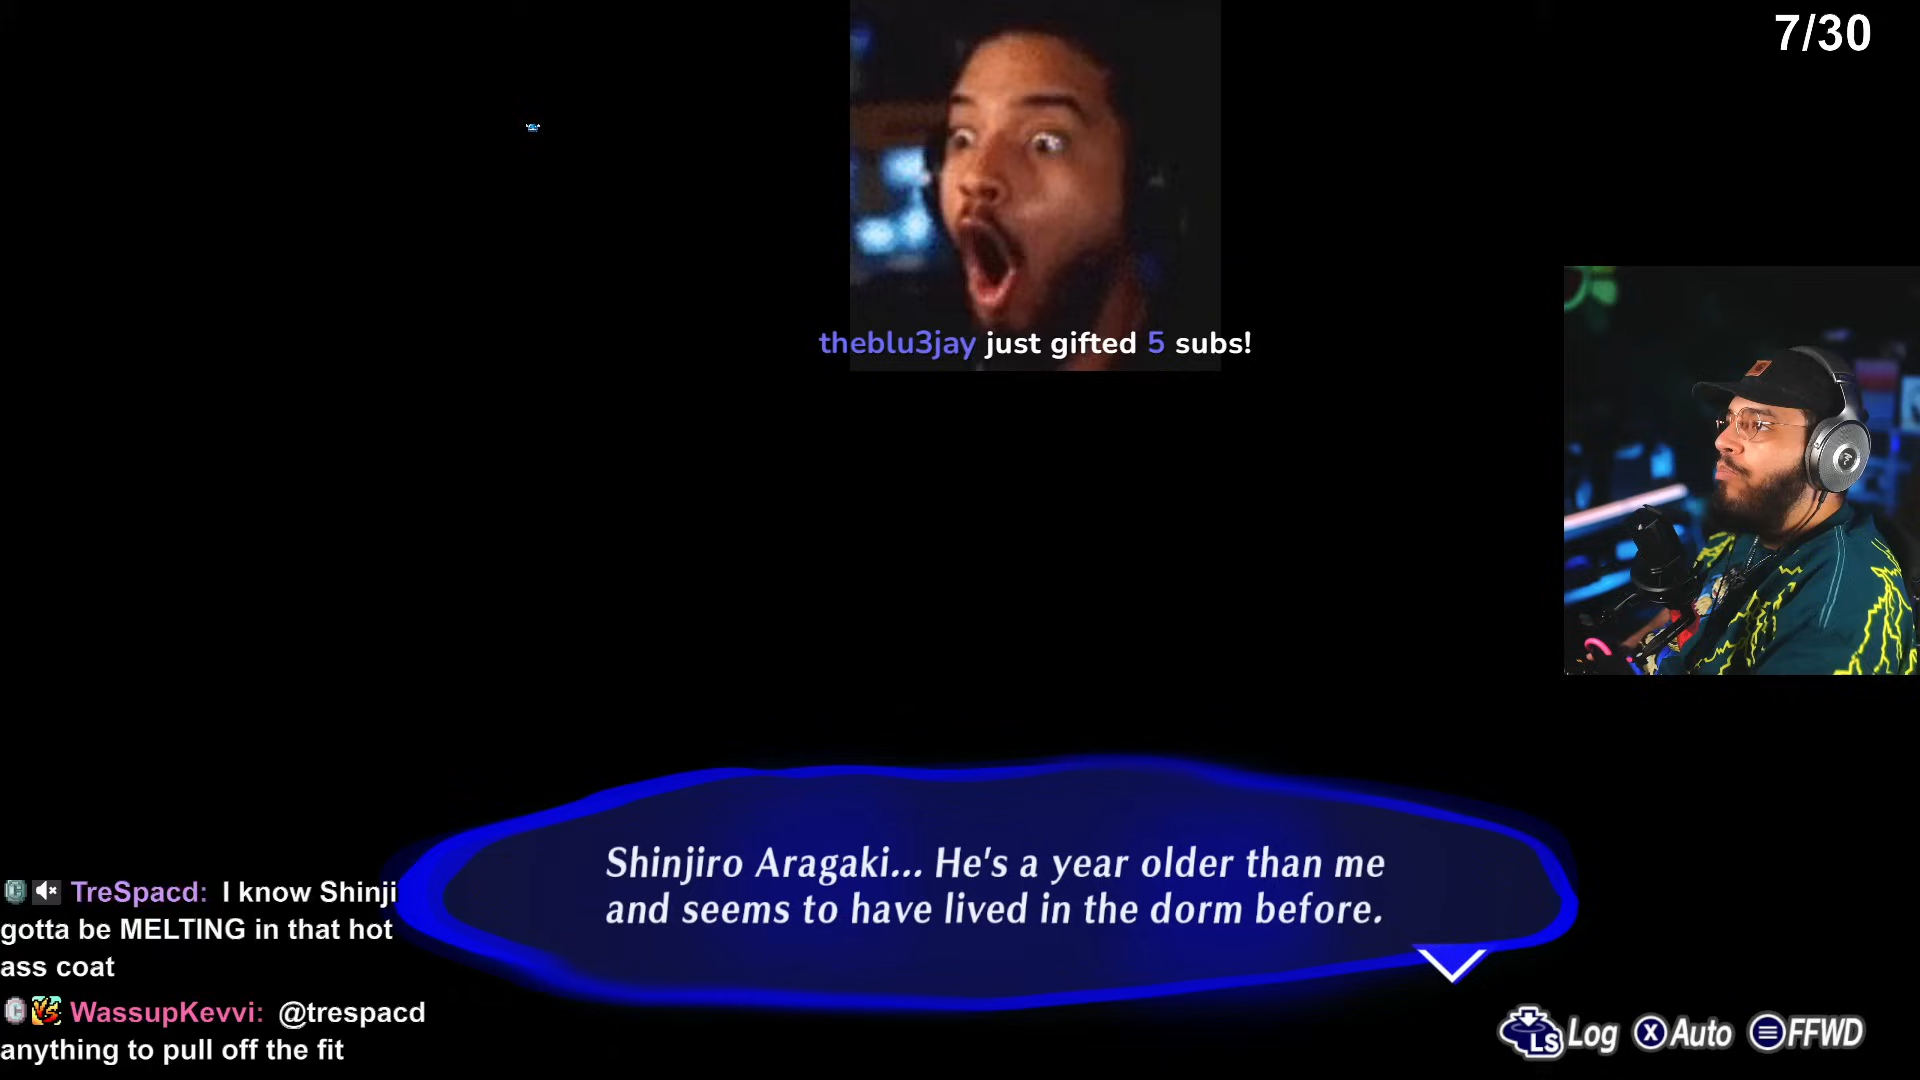 7/30
theblu3jay just gifted 5 subs!
Shinjiro Aragaki... He's a year older than me
and seems to have lived in the dorm before.
TreSpacd: I know Shinji
gotta be MELTING in that hot
ass coat
WassupKevvi: @trespacd
anything to pull off the fit
LS Log X Auto FFWD